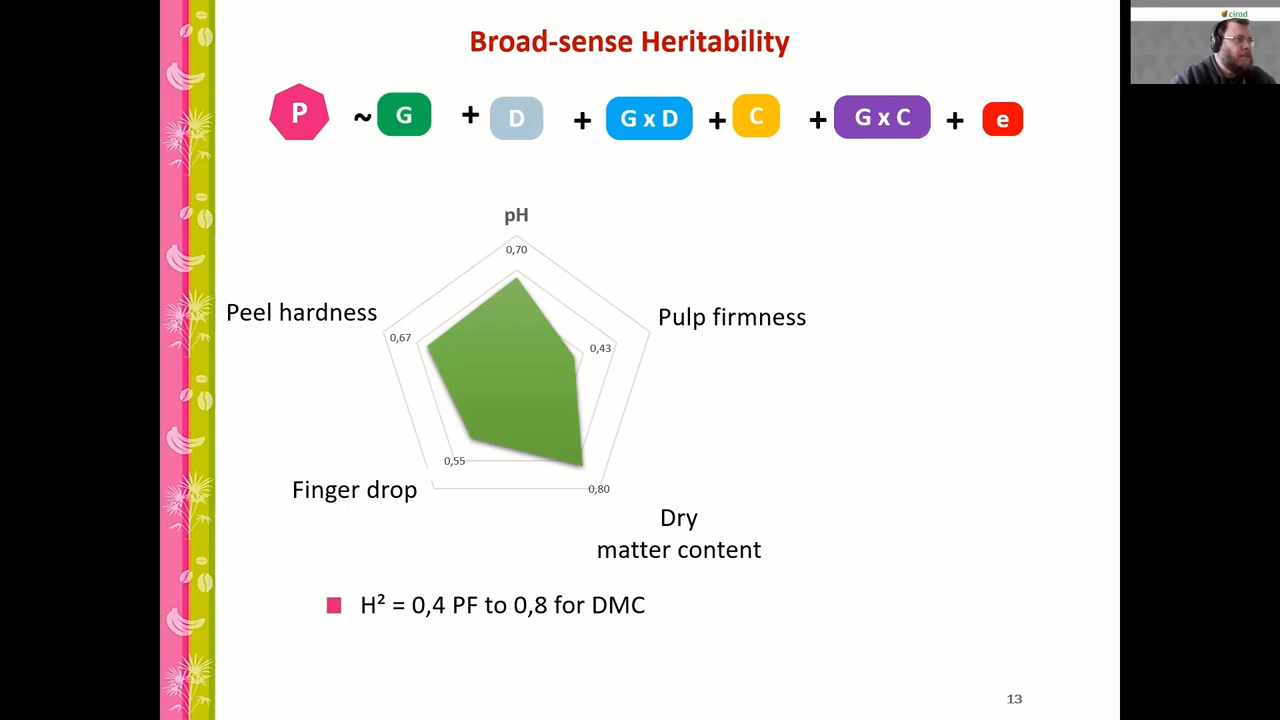 cirad
Broad-sense Heritability
P ~ G + D + G x D + C + G x C + e
pH
0,70
Peel hardness
Pulp firmness
0,67
0,43
0,55
Finger drop
0,80
Dry
matter content
H² = 0,4 PF to 0,8 for DMC
13